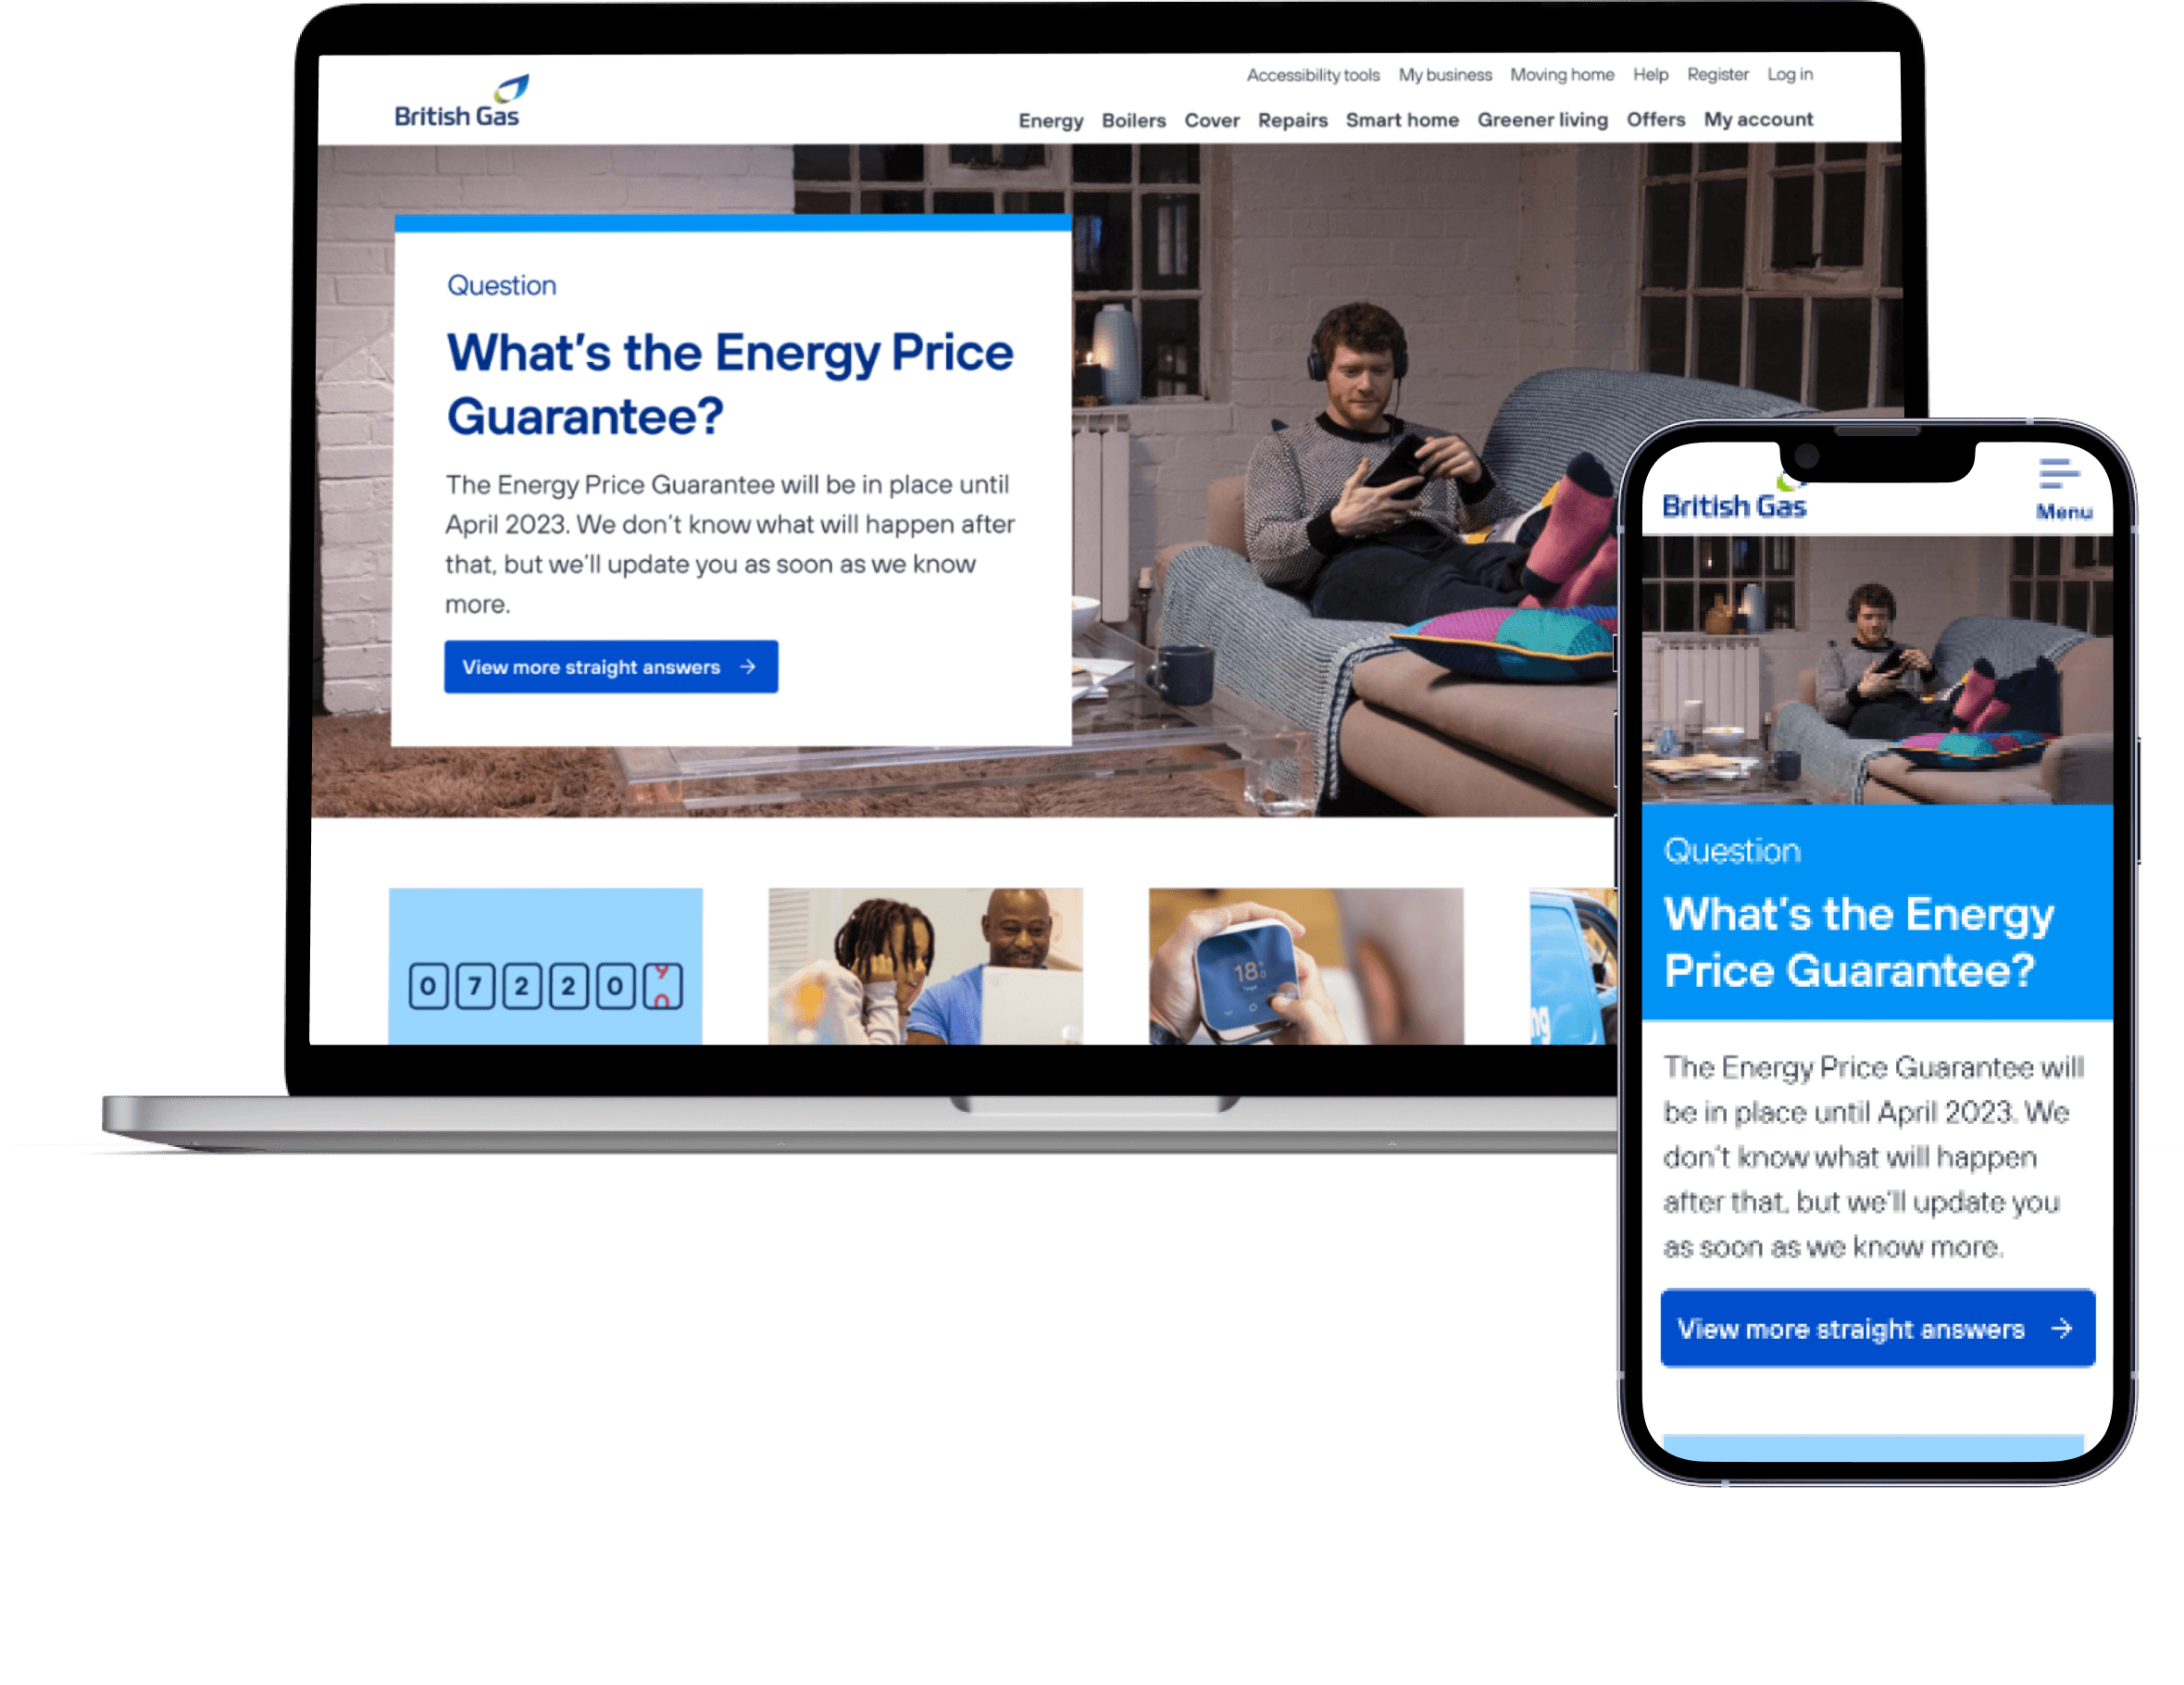 British Gas
Accessibility tools My business Moving home Help Register Log in
Energy Boilers Cover Repairs Smart home Greener living Offers My account
Question
What's the Energy Price
Guarantee?
The Energy Price Guarantee will be in place until
April 2023. We don't know what will happen after
that, but we'll update you as soon as we know
more.
View more straight answers →
0 7 2 2 0
18
British Gas
Menu
Question
What's the Energy
Price Guarantee?
The Energy Price Guarantee will
be in place until April 2023. We
don't know what will happen
after that, but we'll update you
as soon as we know more.
View more straight answers →